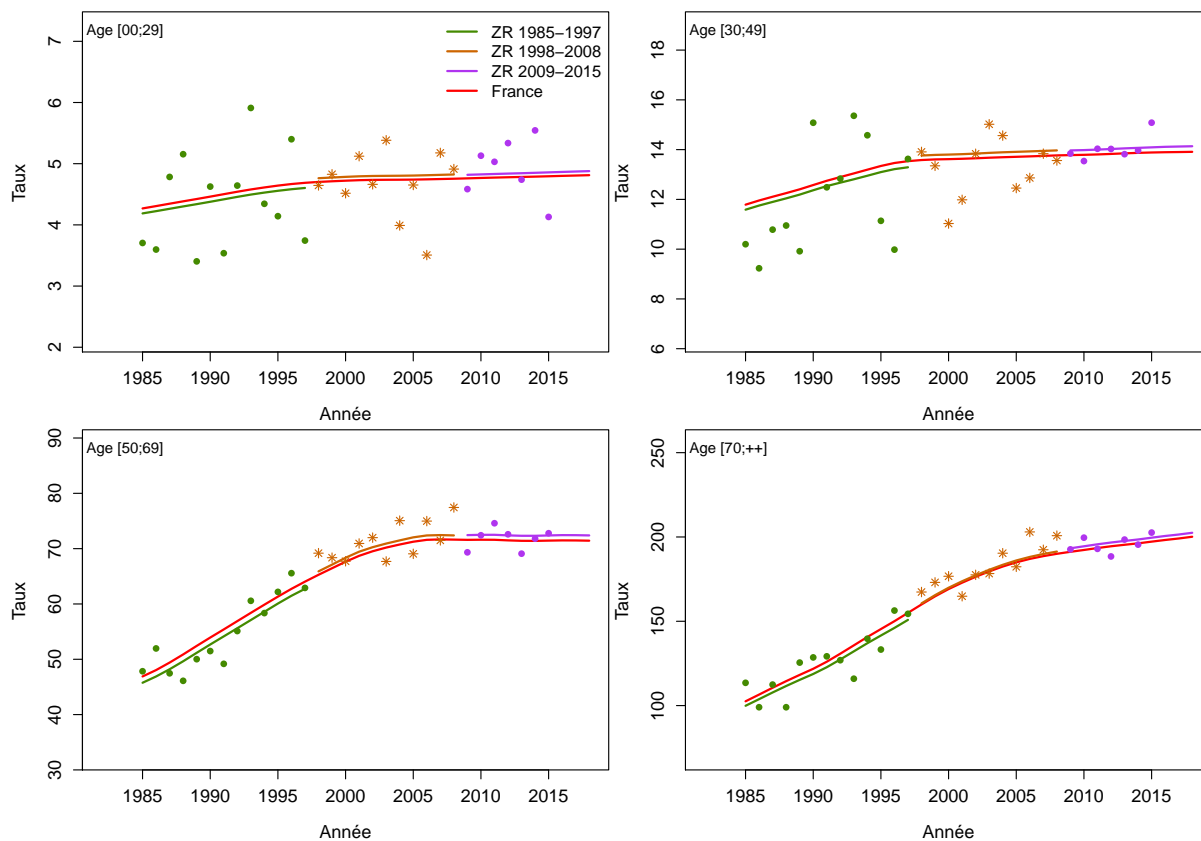 Age [00;29]
ZR 1985−1997
ZR 1998−2008
ZR 2009−2015
France
Taux
7
6
5
4
3
2
1985 1990 1995 2000 2005 2010 2015
Année
Age [30;49]
Taux
18
16
14
12
10
8
6
1985 1990 1995 2000 2005 2010 2015
Année
Age [50;69]
Taux
90
80
70
60
50
40
30
1985 1990 1995 2000 2005 2010 2015
Année
Age [70;++]
Taux
250
200
150
100
1985 1990 1995 2000 2005 2010 2015
Année